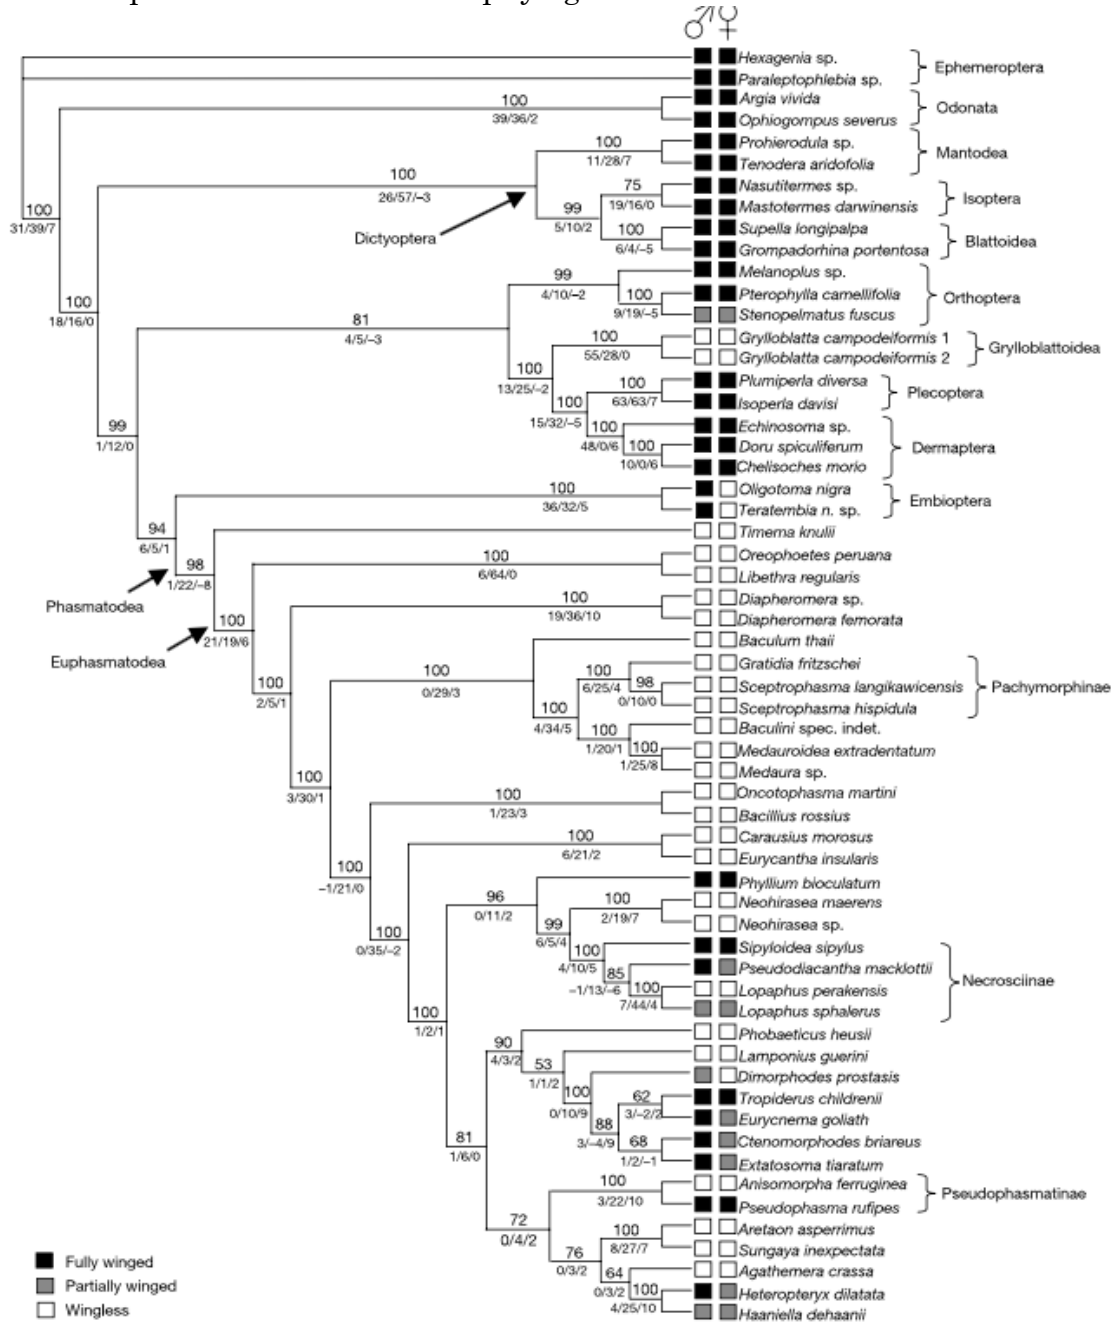 ♂ ♀
Hexagenia sp.
Ephemeroptera
Paraleptophlebia sp.
100
Argia vivida
39/36/2
Odonata
Ophiogompus severus
100
Prohierodula sp.
11/28/7
Mantodea
Tenodera aridofolia
100
26/57/–3
75
Nasutitermes sp.
19/16/0
Isoptera
Mastotermes darwinensis
99
5/10/2
Dictyoptera
100
Supella longipalpa
6/4/–5
Blattoidea
Grompadorhina portentosa
100
31/39/7
99
4/10/–2
Melanoplus sp.
100
9/19/–5
Pterophylla camellifolia
Orthoptera
Stenopelmatus fuscus
100
18/16/0
81
4/5/–3
100
55/28/0
Grylloblatta campodeiformis 1
Grylloblattoidea
Grylloblatta campodeiformis 2
100
13/25/–2
100
63/63/7
Plumiperla diversa
Plecoptera
Isoperla davisi
100
15/32/–5
100
48/0/6
Echinosoma sp.
100
10/0/6
Doru spiculiferum
Dermaptera
Chelisoches morio
99
1/12/0
100
36/32/5
Oligotoma nigra
Embioptera
Teratembia n. sp.
94
6/5/1
Timema knulii
98
1/22/–8
Phasmatodea
100
6/64/0
Oreophoetes peruana
Libethra regularis
100
21/19/6
Euphasmatodea
100
19/36/10
Diapheromera sp.
Diapheromera femorata
100
2/5/1
100
0/29/3
Baculum thaii
100
6/25/4
Gratidia fritzschei
98
0/10/0
Sceptrophasma langikawicensis
Pachymorphinae
Sceptrophasma hispidula
100
4/34/5
100
1/20/1
Baculini spec. indet.
100
1/25/8
Medauroidea extradentatum
Medaura sp.
100
3/30/1
100
1/23/3
Oncotophasma martini
Bacillius rossius
100
–1/21/0
100
6/21/2
Carausius morosus
Eurycantha insularis
100
0/35/–2
96
0/11/2
Phyllium bioculatum
100
2/19/7
Neohirasea maerens
Neohirasea sp.
99
6/5/4
100
4/10/5
Sipyloidea sipylus
85
–1/13/–6
Pseudodiacantha macklottii
Necrosciinae
100
7/44/4
Lopaphus perakensis
Lopaphus sphalerus
100
1/2/1
90
4/3/2
Phobaeticus heusii
53
1/1/2
Lamponius guerini
100
0/10/9
Dimorphodes prostasis
62
3/–2/2
Tropiderus childrenii
Eurycnema goliath
88
3/–4/9
68
1/2/–1
Ctenomorphodes briareus
Extatosoma tiaratum
81
1/6/0
100
3/22/10
Anisomorpha ferruginea
Pseudophasmatinae
Pseudophasma rufipes
72
0/4/2
100
8/27/7
Aretaon asperrimus
Sungaya inexpectata
76
0/3/2
64
0/3/2
Agathemera crassa
100
4/25/10
Heteropteryx dilatata
Haaniella dehaanii
Fully winged
Partially winged
Wingless